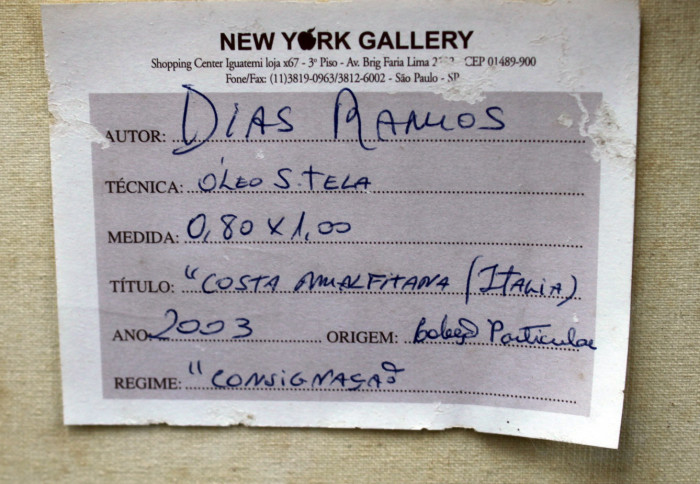 NEW YORK GALLERY
Shopping Center Iguatemi loja x67 - 3º Piso - Av. Brig Faria Lima CEP 01489-900
Fone/Fax: (11)3819-0963/3812-6002 - São Paulo - SP
AUTOR: DIAS RAMOS
TÉCNICA: ÓLEO S. TELA
MEDIDA: 0,80 X 1,00
TÍTULO: "COSTA AMALFITANA (ITALIA)
ANO: 2003 ORIGEM: Particular
REGIME: "CONSIGNAÇÃO